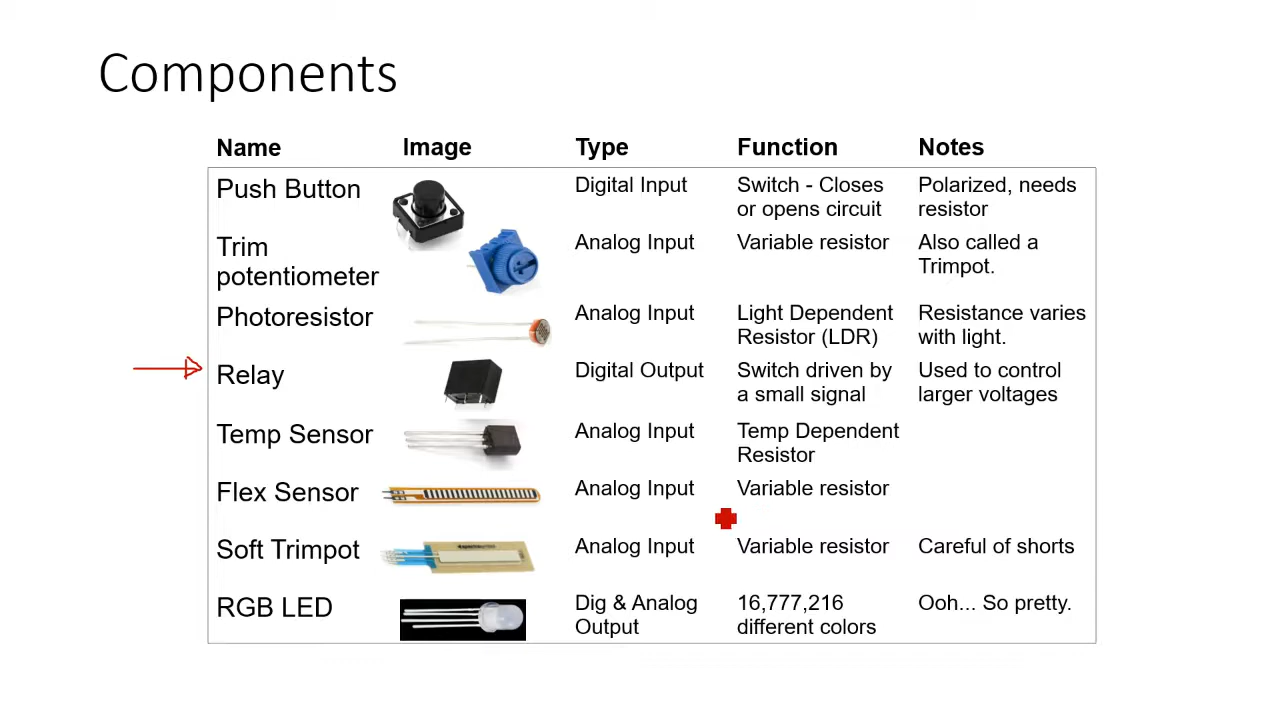 Components
Name Image Type Function Notes
Push Button Digital Input Switch - Closes Polarized, needs
or opens circuit resistor
Trim Analog Input Variable resistor Also called a
potentiometer Trimpot.
Photoresistor Analog Input Light Dependent Resistance varies
Resistor (LDR) with light.
Relay Digital Output Switch driven by Used to control
a small signal larger voltages
Temp Sensor Analog Input Temp Dependent
Resistor
Flex Sensor Analog Input Variable resistor
Soft Trimpot Analog Input Variable resistor Careful of shorts
RGB LED Dig & Analog 16,777,216 Ooh... So pretty.
Output different colors